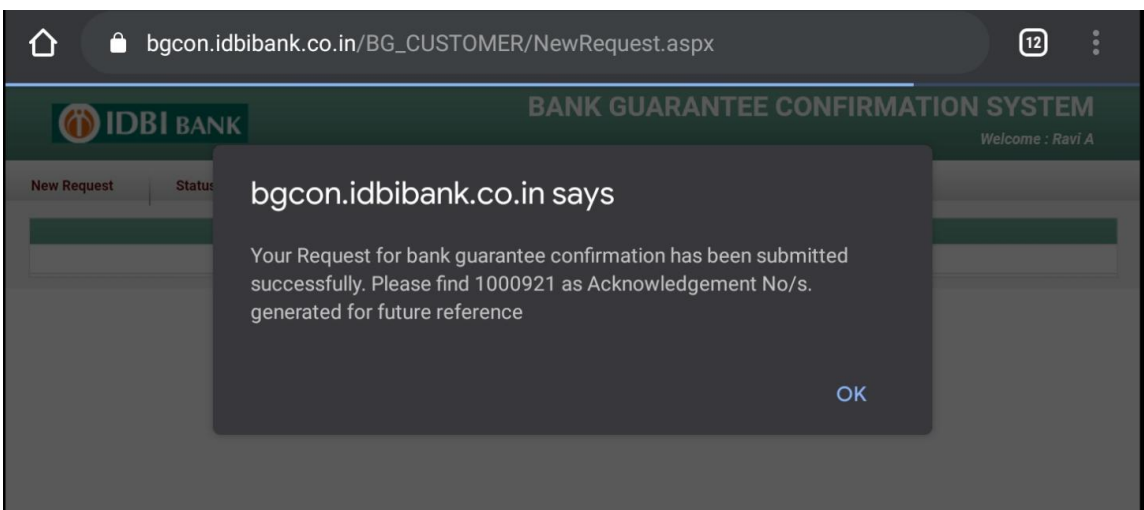 bgcon.idbibank.co.in/BG_CUSTOMER/NewRequest.aspx
12
IDBI BANK
BANK GUARANTEE CONFIRMATION SYSTEM
Welcome : Ravi A
New Request
Status
bgcon.idbibank.co.in says
Your Request for bank guarantee confirmation has been submitted
successfully. Please find 1000921 as Acknowledgement No/s.
generated for future reference
OK